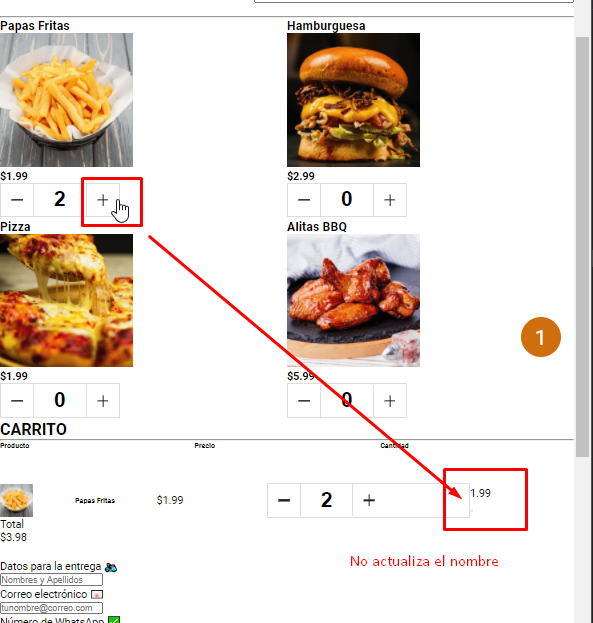 Papas Fritas
Hamburguesa
$1.99
$2.99
− 2 +
− 0 +
Pizza
Alitas BBQ
1
$1.99
$5.99
− 0 +
− 0 +
CARRITO
Producto Precio Cantidad
Papas Fritas $1.99 − 2 + 1.99
Total
$3.98
No actualiza el nombre
Datos para la entrega
Nombres y Apellidos
Correo electrónico
tunombre@correo.com
Número de WhatsApp